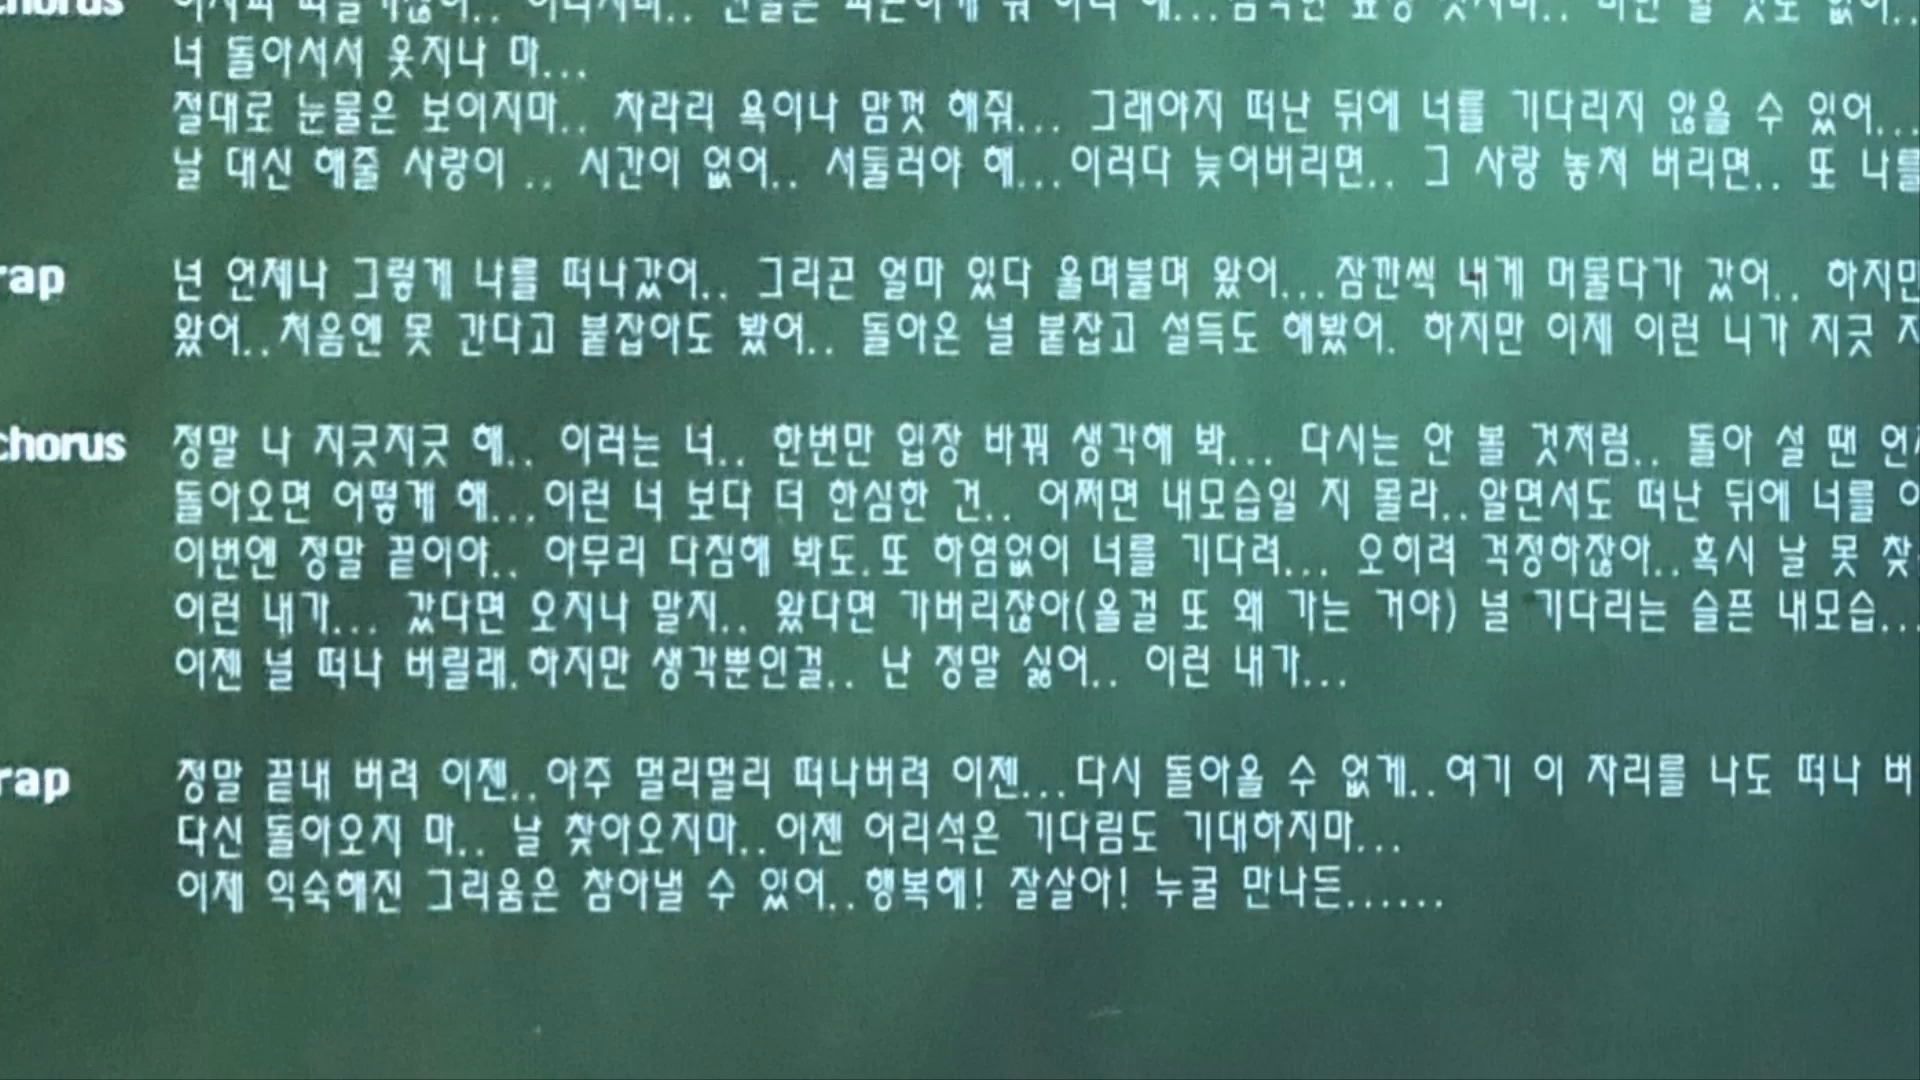 chorus
너 돌아서서 웃지나 마...
절대로 눈물은 보이지마.. 차라리 욕이나 맘껏 해줘... 그래야지 떠난 뒤에 너를 기다리지 않을 수 있어...
날 대신 해줄 사랑이 .. 시간이 없어.. 서둘러야 해...이러다 늦어버리면.. 그 사랑 놓쳐 버리면.. 또 나를
rap 넌 언제나 그렇게 나를 떠나갔어.. 그리곤 얼마 있다 울며불며 왔어...잠깐씩 내게 머물다가 갔어.. 하지만
왔어..처음엔 못 간다고 붙잡아도 봤어.. 돌아온 널 붙잡고 설득도 해봤어. 하지만 이제 이런 니가 지긋
chorus 정말 나 지긋지긋 해.. 이러는 너.. 한번만 입장 바꿔 생각해 봐... 다시는 안 볼 것처럼.. 돌아 설 땐
돌아오면 어떻게 해...이런 너 보다 더 한심한 건.. 어쩌면 내모습일 지 몰라..알면서도 떠난 뒤에 너를
이번엔 정말 끝이야.. 아무리 다짐해 봐도.또 하염없이 너를 기다려... 오히려 걱정하잖아..혹시 날 못
이런 내가... 갔다면 오지나 말지.. 왔다면 가버리잖아(올걸 또 왜 가는 거야) 널 기다리는 슬픈 내모습...
이젠 널 떠나 버릴래.하지만 생각뿐인걸.. 난 정말 싫어.. 이런 내가...
rap 정말 끝내 버려 이젠..아주 멀리멀리 떠나버려 이젠...다시 돌아올 수 없게..여기 이 자리를 나도 떠나 버
다신 돌아오지 마.. 날 찾아오지마..이젠 어리석은 기다림도 기대하지마...
이제 익숙해진 그리움은 참아낼 수 있어..행복해! 잘살아! 누굴 만나든......